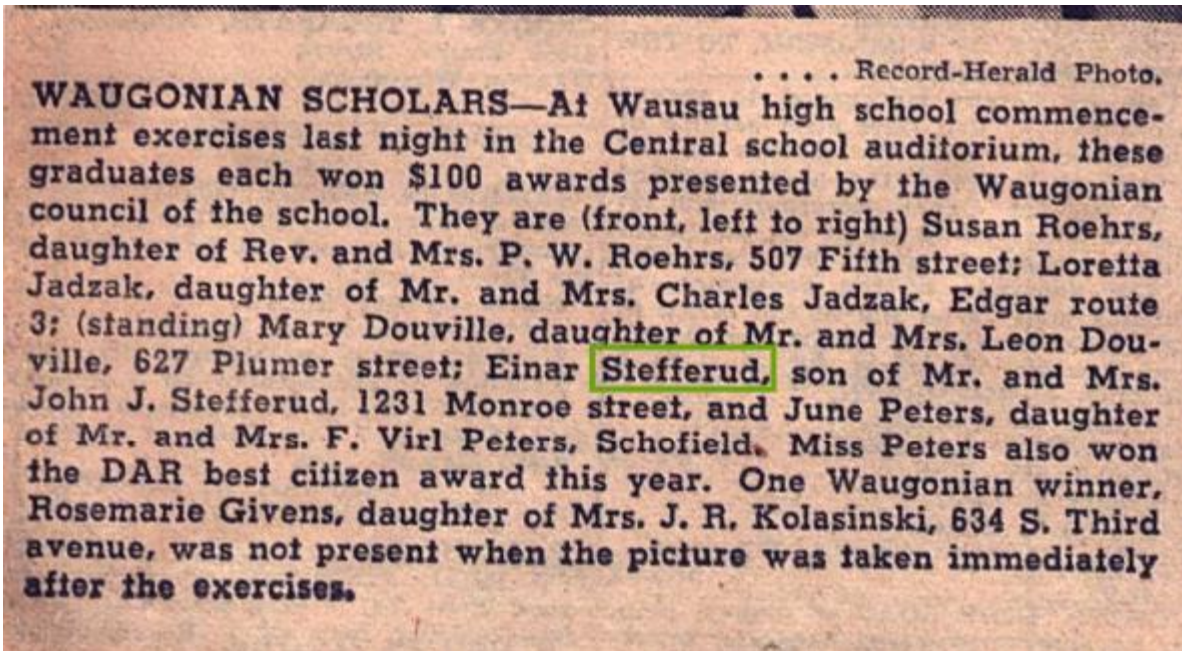 .... Record-Herald Photo.
WAUGONIAN SCHOLARS—At Wausau high school commence-
ment exercises last night in the Central school auditorium, these
graduates each won $100 awards presented by the Waugonian
council of the school. They are (front, left to right) Susan Roehrs,
daughter of Rev. and Mrs. P. W. Roehrs, 507 Fifth street; Loretta
Jadzak, daughter of Mr. and Mrs. Charles Jadzak, Edgar route
3; (standing) Mary Douville, daughter of Mr. and Mrs. Leon Dou-
ville, 627 Plumer street; Einar Stefferud, son of Mr. and Mrs.
John J. Stefferud, 1231 Monroe street, and June Peters, daughter
of Mr. and Mrs. F. Virl Peters, Schofield. Miss Peters also won
the DAR best citizen award this year. One Waugonian winner,
Rosemarie Givens, daughter of Mrs. J. R. Kolasinski, 634 S. Third
avenue, was not present when the picture was taken immediately
after the exercises.